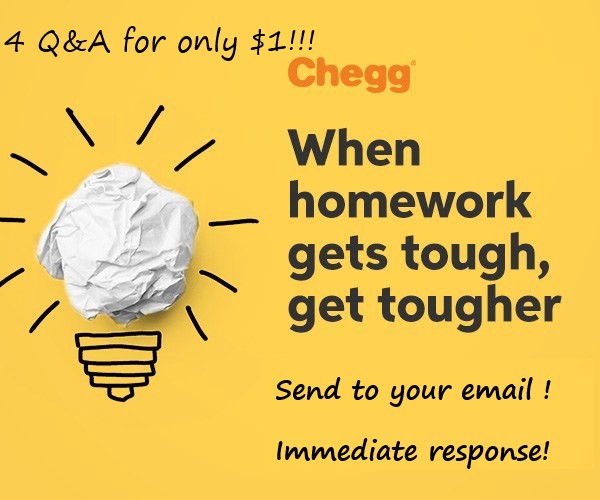 4 Q&A for only $1!!!
Chegg®
When
homework
gets tough,
get tougher
Send to your email !
Immediate response!